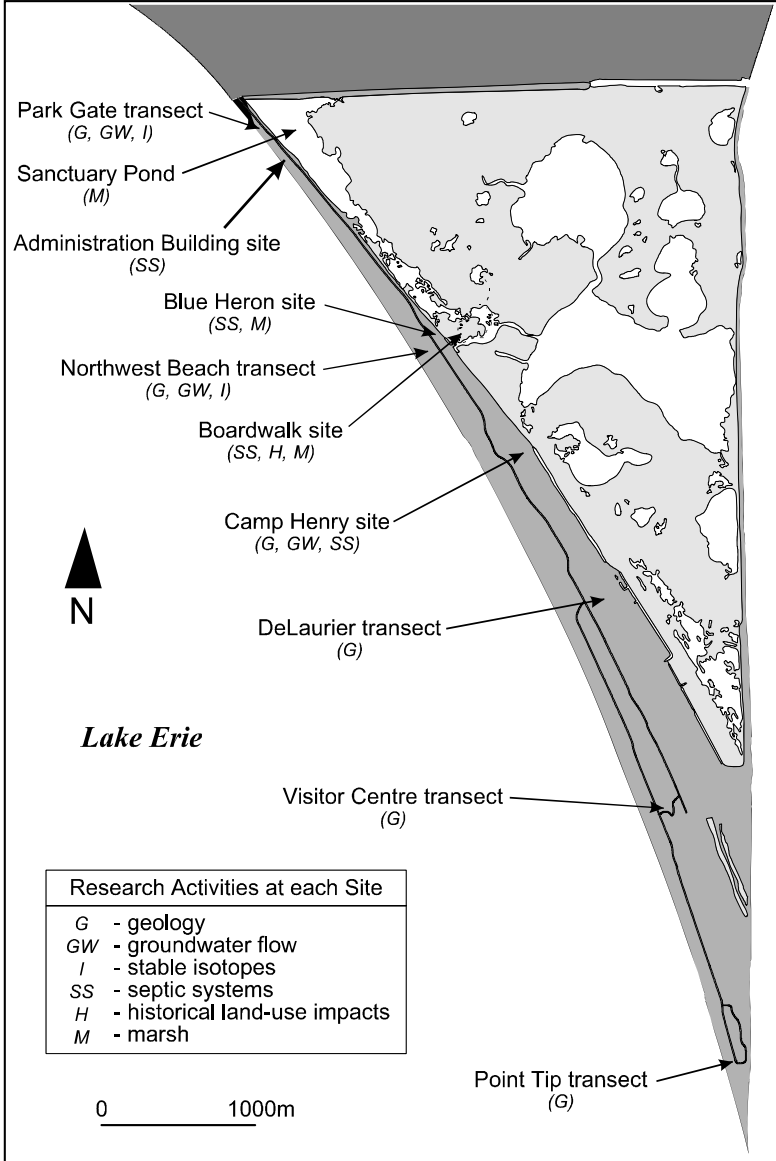 Park Gate transect
(G, GW, I)
Sanctuary Pond
(M)
Administration Building site
(SS)
Blue Heron site
(SS, M)
Northwest Beach transect
(G, GW, I)
Boardwalk site
(SS, H, M)
Camp Henry site
(G, GW, SS)
N
DeLaurier transect
(G)
Lake Erie
Visitor Centre transect
(G)
Research Activities at each Site
G - geology
GW - groundwater flow
I - stable isotopes
SS - septic systems
H - historical land-use impacts
M - marsh
Point Tip transect
(G)
0 1000m